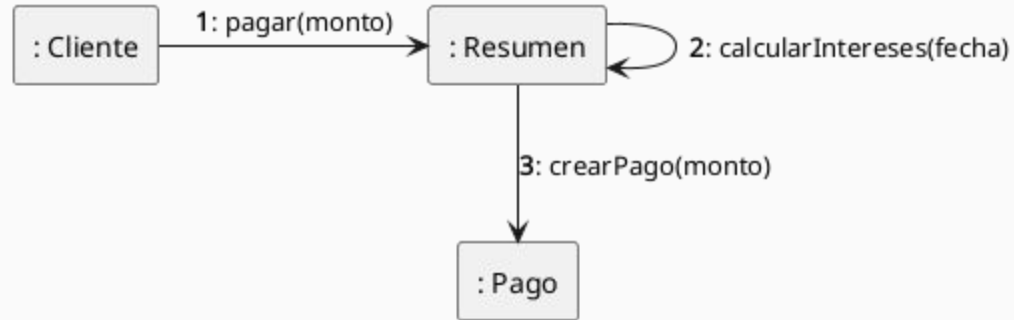 1: pagar(monto)
: Cliente
: Resumen
2: calcularIntereses(fecha)
3: crearPago(monto)
: Pago